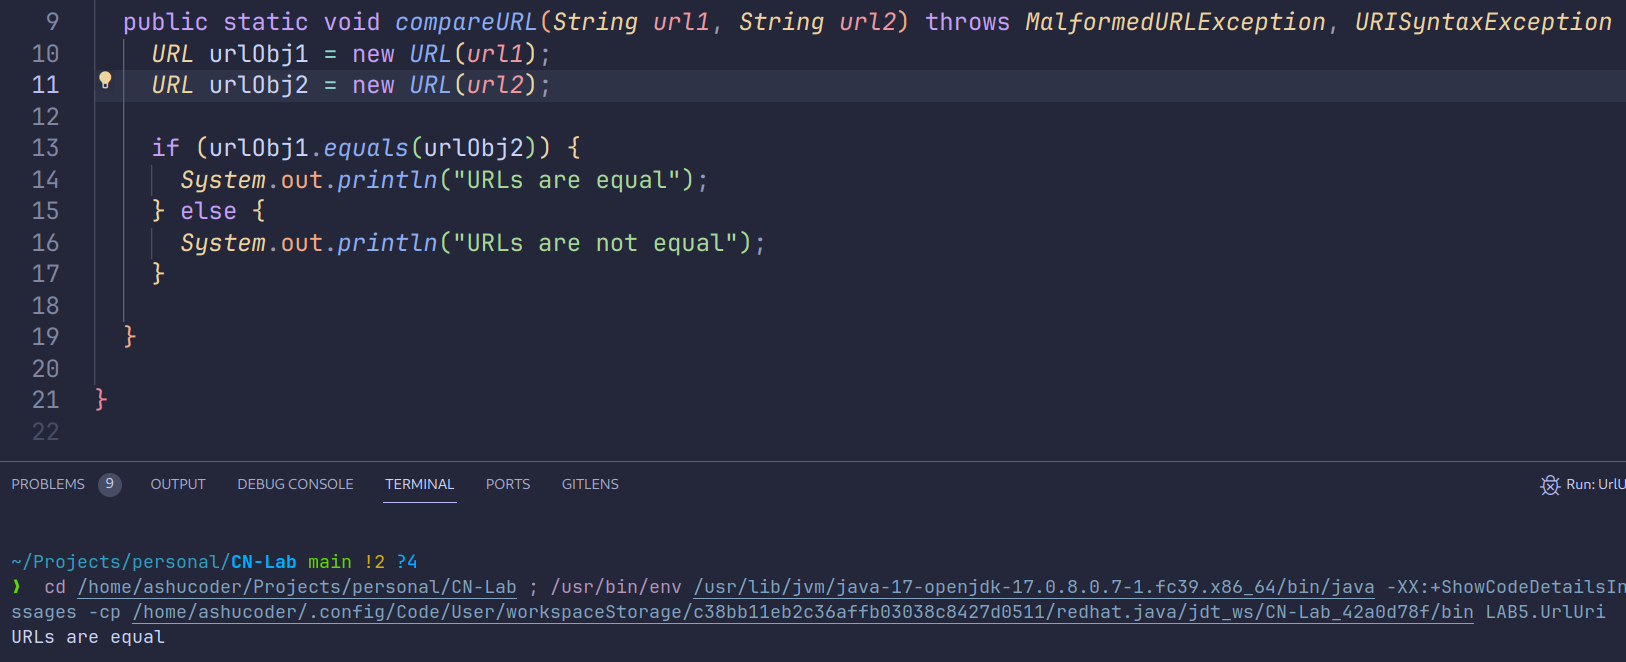 9 public static void compareURL(String url1, String url2) throws MalformedURLException, URISyntaxException
10 URL urlObj1 = new URL(url1);
11 URL urlObj2 = new URL(url2);
12
13 if (urlObj1.equals(urlObj2)) {
14 System.out.println("URLs are equal");
15 } else {
16 System.out.println("URLs are not equal");
17 }
18
19 }
20
21 }
22
PROBLEMS 9 OUTPUT DEBUG CONSOLE TERMINAL PORTS GITLENS Run: UrlU
~/Projects/personal/CN-Lab main !2 ?4
❯ cd /home/ashucoder/Projects/personal/CN-Lab ; /usr/bin/env /usr/lib/jvm/java-17-openjdk-17.0.8.0.7-1.fc39.x86_64/bin/java -XX:+ShowCodeDetailsIn
ssages -cp /home/ashucoder/.config/Code/User/workspaceStorage/c38bb11eb2c36affb03038c8427d0511/redhat.java/jdt_ws/CN-Lab_42a0d78f/bin LAB5.UrlUri
URLs are equal